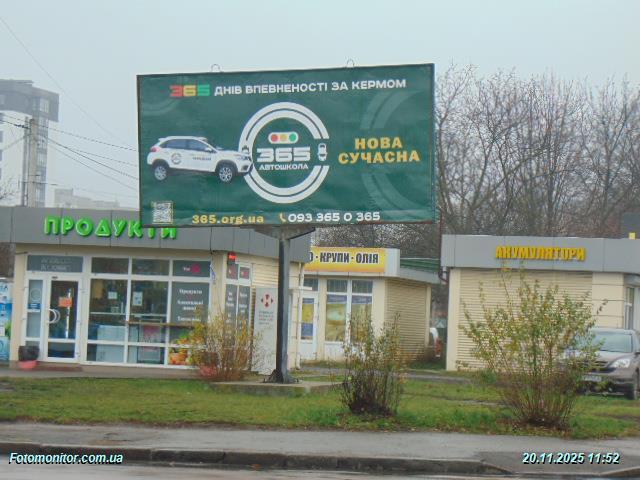 365 ДНІВ ВПЕВНЕНОСТІ ЗА КЕРМОМ
365
АВТОШКОЛА
НОВА
СУЧАСНА
365.org.ua
093 365 0 365
ПРОДУКТИ
КРУПИ·ОЛІЯ
АКУМУЛЯТОРИ
Продукти
Fotomonitor.com.ua
20.11.2025 11:52